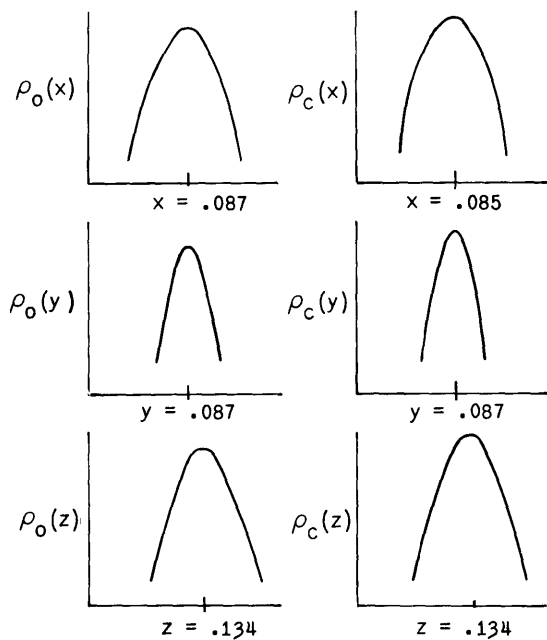 ρo(x)
ρc(x)
x = .087
x = .085
ρo(y)
ρc(y)
y = .087
y = .087
ρo(z)
ρc(z)
z = .134
z = .134